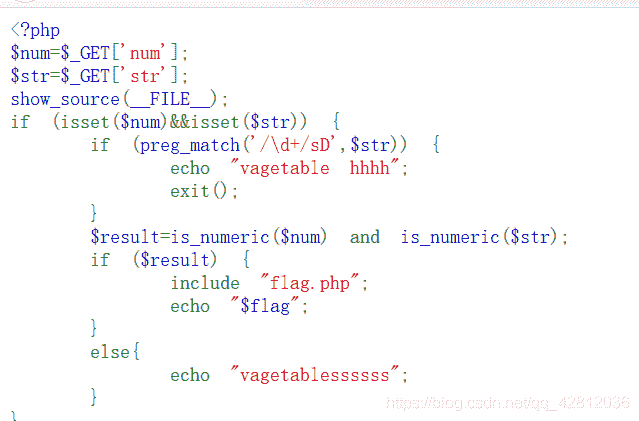 <?php
$num=$_GET['num'];
$str=$_GET['str'];
show_source(__FILE__);
if (isset($num)&&isset($str)) {
if (preg_match('/\d+/sD',$str)) {
echo "vagetable hhhh";
exit();
}
$result=is_numeric($num) and is_numeric($str);
if ($result) {
include "flag.php";
echo "$flag";
}
else{
echo "vagetablessssss";
}
}
https://blog.csdn.net/qq_42812036